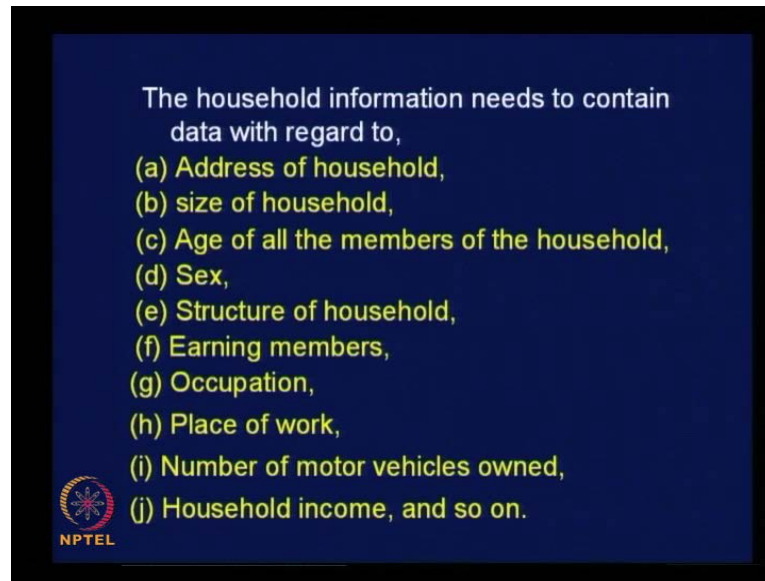 The household information needs to contain
data with regard to,
(a) Address of household,
(b) size of household,
(c) Age of all the members of the household,
(d) Sex,
(e) Structure of household,
(f) Earning members,
(g) Occupation,
(h) Place of work,
(i) Number of motor vehicles owned,
(j) Household income, and so on.
NPTEL